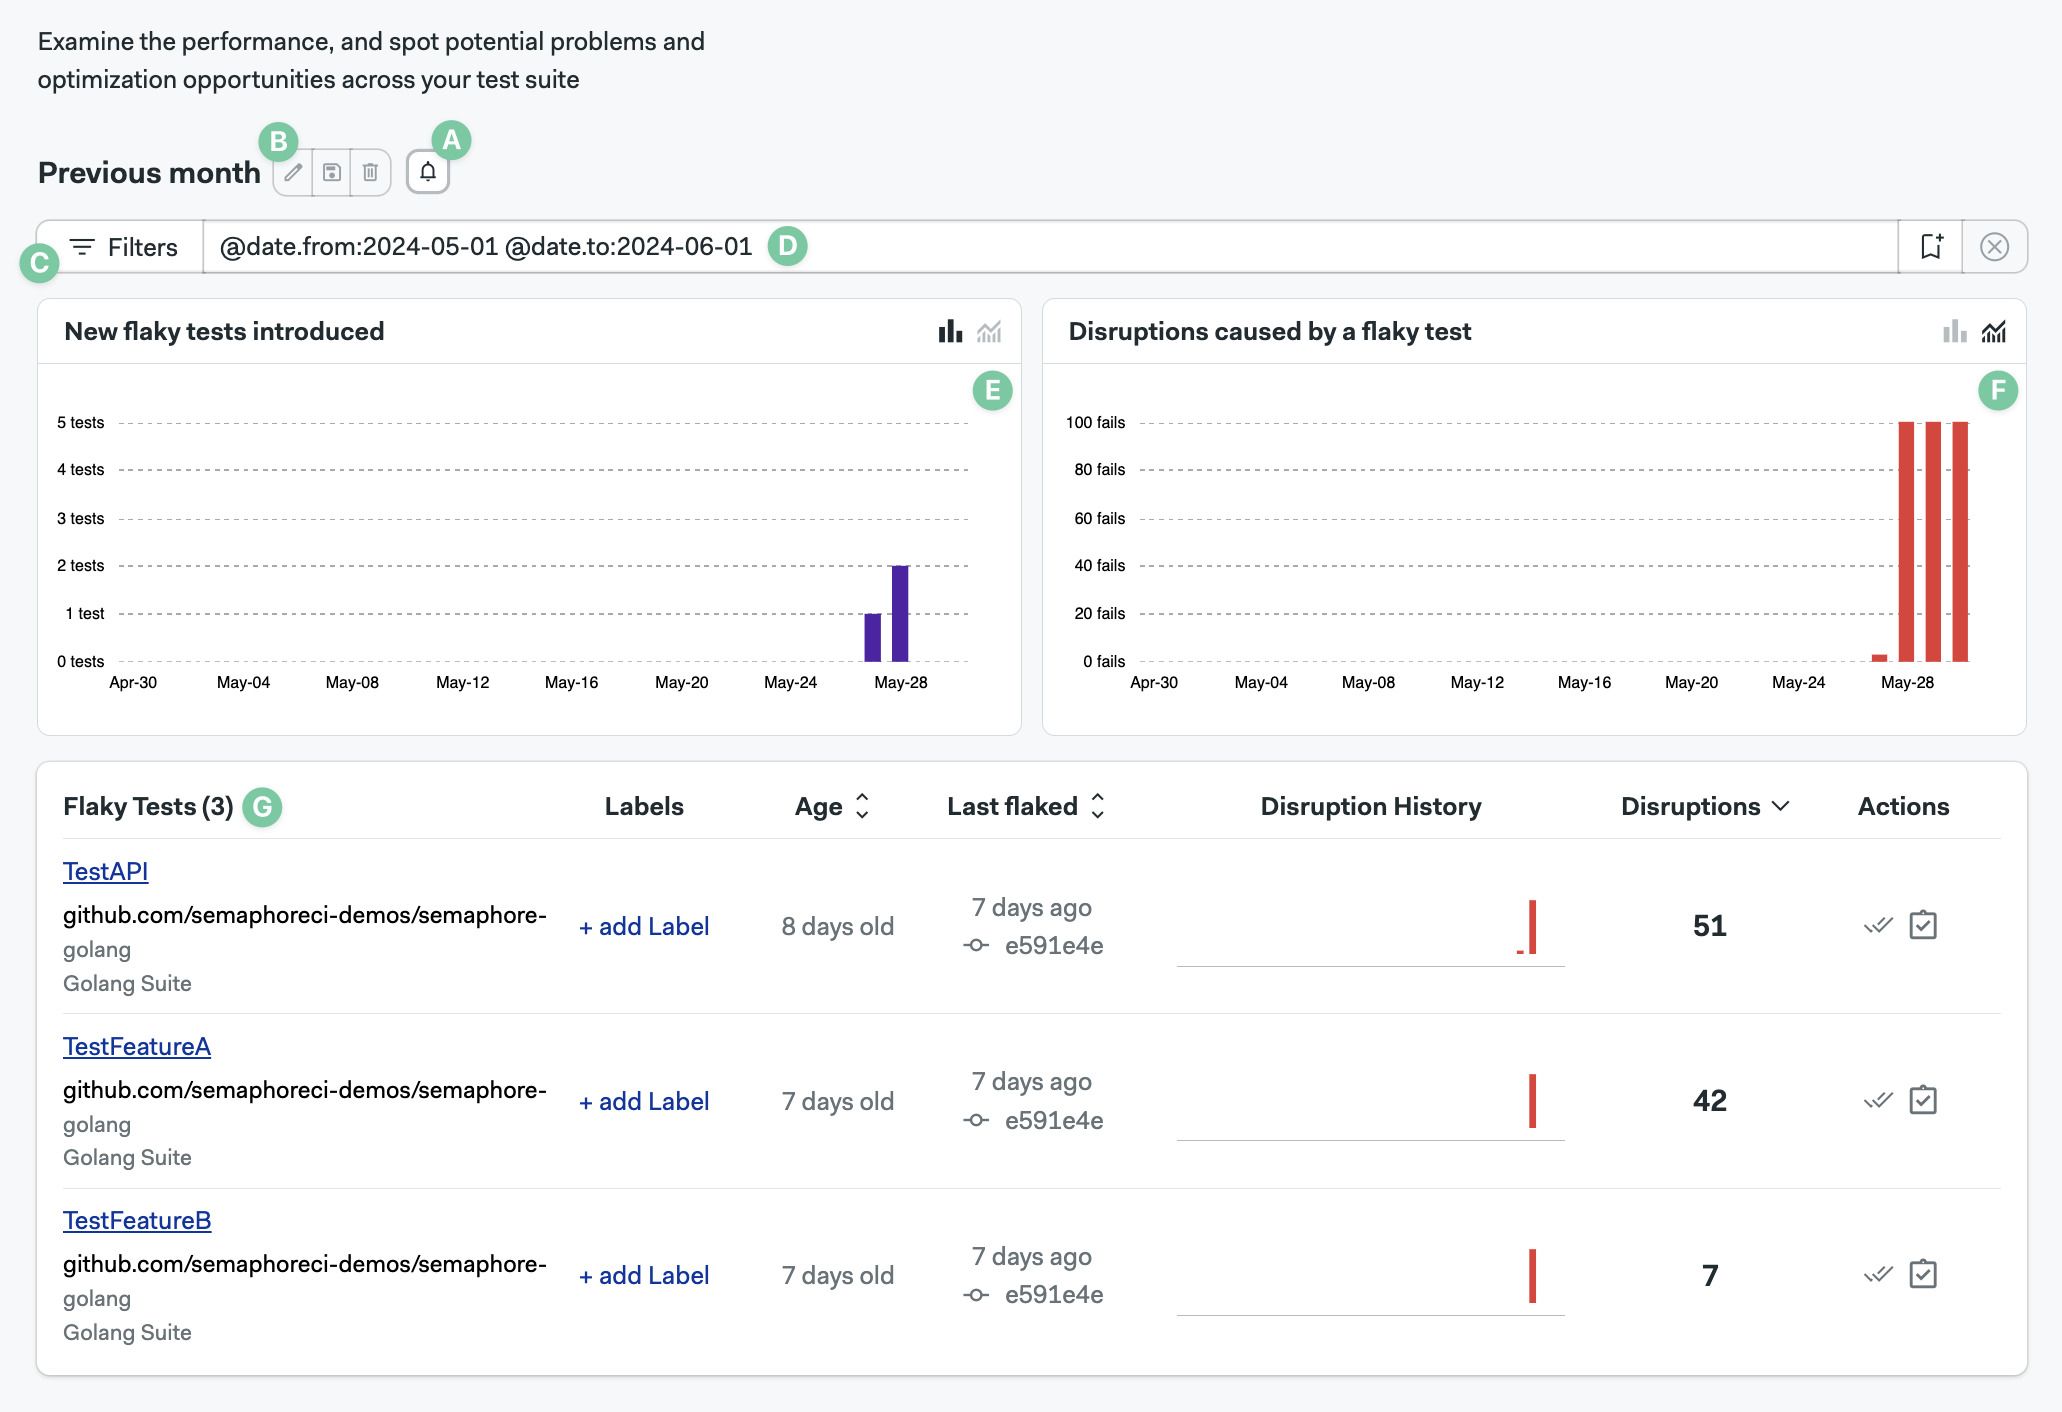 Examine the performance, and spot potential problems and
optimization opportunities across your test suite
B
A
Previous month
C
Filters
@date.from:2024-05-01 @date.to:2024-06-01
D
New flaky tests introduced
E
5 tests
4 tests
3 tests
2 tests
1 test
0 tests
Apr-30 May-04 May-08 May-12 May-16 May-20 May-24 May-28
Disruptions caused by a flaky test
F
100 fails
80 fails
60 fails
40 fails
20 fails
0 fails
Apr-30 May-04 May-08 May-12 May-16 May-20 May-24 May-28
Flaky Tests (3) G Labels Age Last flaked Disruption History Disruptions Actions
TestAPI
github.com/semaphoreci-demos/semaphore-
golang
Golang Suite
+ add Label
8 days old
7 days ago
e591e4e
51
TestFeatureA
github.com/semaphoreci-demos/semaphore-
golang
Golang Suite
+ add Label
7 days old
7 days ago
e591e4e
42
TestFeatureB
github.com/semaphoreci-demos/semaphore-
golang
Golang Suite
+ add Label
7 days old
7 days ago
e591e4e
7